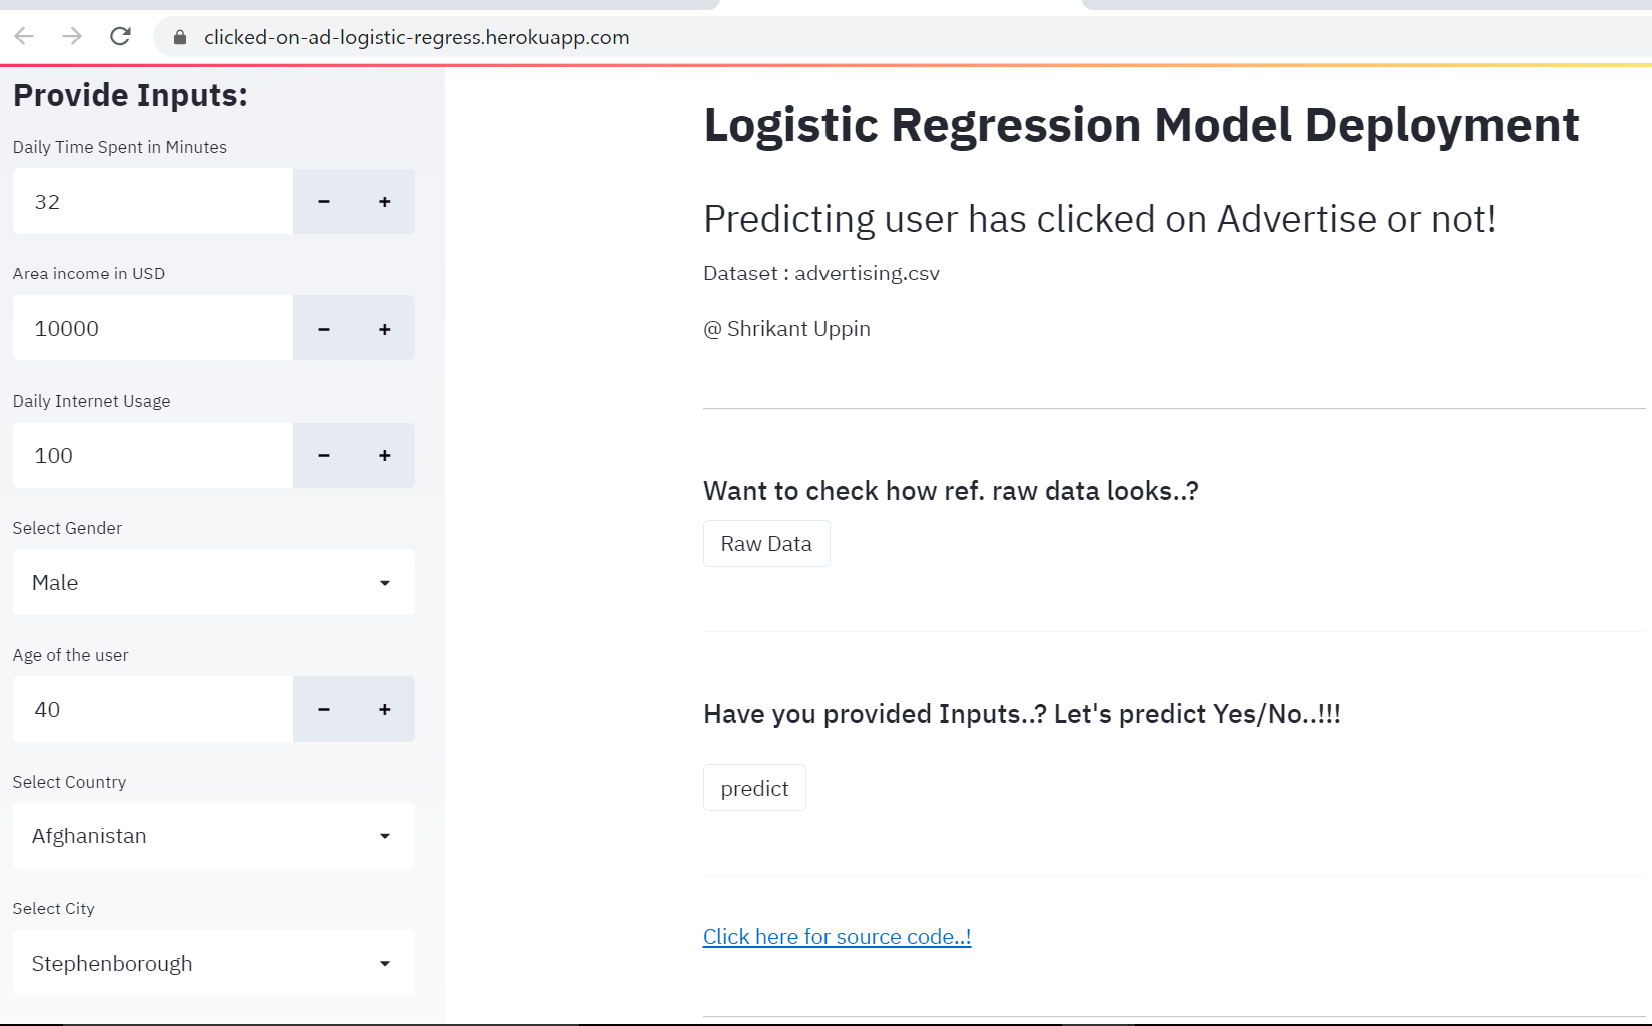 clicked-on-ad-logistic-regress.herokuapp.com
Provide Inputs:
Daily Time Spent in Minutes
32
Area income in USD
10000
Daily Internet Usage
100
Select Gender
Male
Age of the user
40
Select Country
Afghanistan
Select City
Stephenborough
Logistic Regression Model Deployment
Predicting user has clicked on Advertise or not!
Dataset : advertising.csv
@ Shrikant Uppin
Want to check how ref. raw data looks..?
Raw Data
Have you provided Inputs..? Let's predict Yes/No..!!!
predict
Click here for source code..!